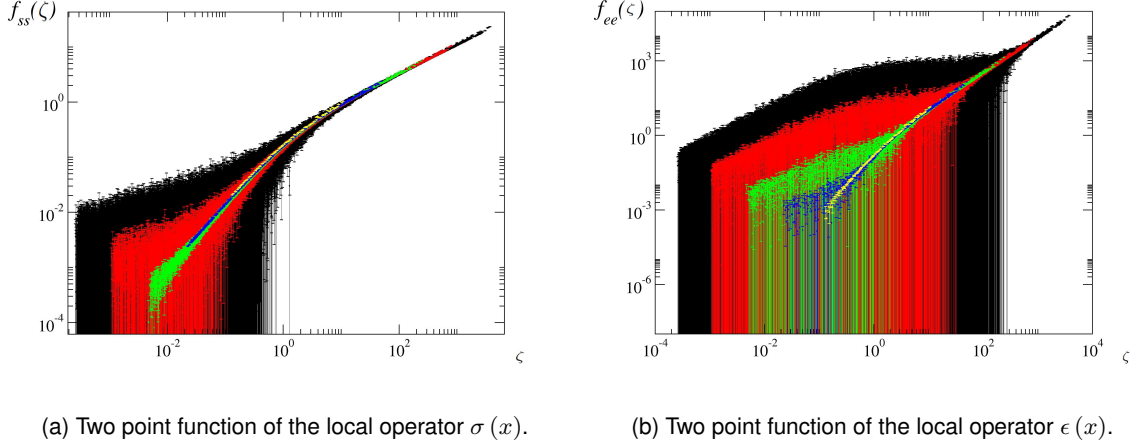 f_ss(ζ)
10^0
10^-2
10^-4
10^-2
10^0
10^2
ζ
f_ee(ζ)
10^3
10^0
10^-3
10^-6
10^-4
10^-2
10^0
10^2
10^4
ζ
(a) Two point function of the local operator σ (x).
(b) Two point function of the local operator ϵ (x).